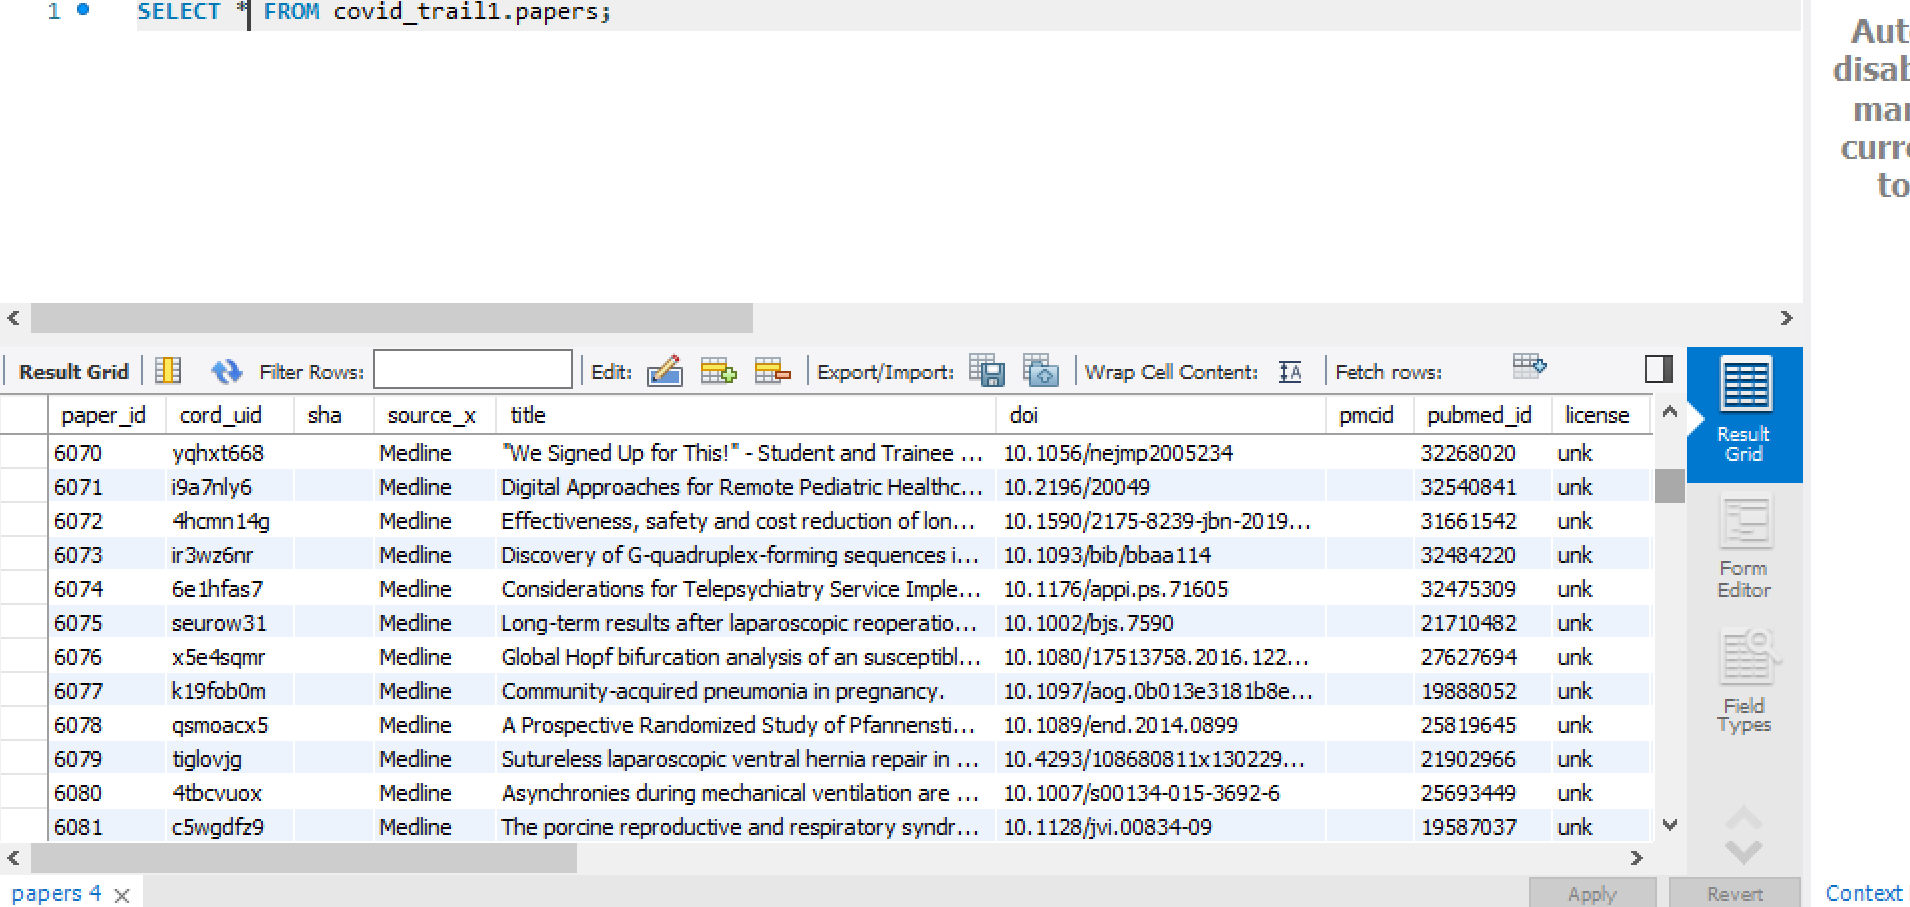 1 SELECT * FROM covid_trail1.papers;
disab
to
Result Grid Filter Rows: Edit: Export/Import: Wrap Cell Content: Fetch rows:
paper_id cord_uid sha source_x title doi pmcid pubmed_id license
6070 yqhxt668 Medline "We Signed Up for This!" - Student and Trainee ... 10.1056/nejmp2005234 32268020 unk
6071 i9a7nly6 Medline Digital Approaches for Remote Pediatric Healthc... 10.2196/20049 32540841 unk
6072 4hcmn14g Medline Effectiveness, safety and cost reduction of lon... 10.1590/2175-8239-jbn-2019... 31661542 unk
6073 ir3wz6nr Medline Discovery of G-quadruplex-forming sequences i... 10.1093/bib/bbaa114 32484220 unk
6074 6e1hfas7 Medline Considerations for Telepsychiatry Service Imple... 10.1176/appi.ps.71605 32475309 unk
6075 seurow31 Medline Long-term results after laparoscopic reoperatio... 10.1002/bjs.7590 21710482 unk
6076 x5e4sqmr Medline Global Hopf bifurcation analysis of an susceptibl... 10.1080/17513758.2016.122... 27627694 unk
6077 k19fob0m Medline Community-acquired pneumonia in pregnancy. 10.1097/aog.0b013e3181b8e... 19888052 unk
6078 qsmoacx5 Medline A Prospective Randomized Study of Pfannensti... 10.1089/end.2014.0899 25819645 unk
6079 tiglovjg Medline Sutureless laparoscopic ventral hernia repair in ... 10.4293/108680811x130229... 21902966 unk
6080 4tbcvuox Medline Asynchronies during mechanical ventilation are ... 10.1007/s00134-015-3692-6 25693449 unk
6081 c5wgdfz9 Medline The porcine reproductive and respiratory syndr... 10.1128/jvi.00834-09 19587037 unk
Result
Grid
Form
Editor
Field
Types
papers 4
Apply Revert
Context